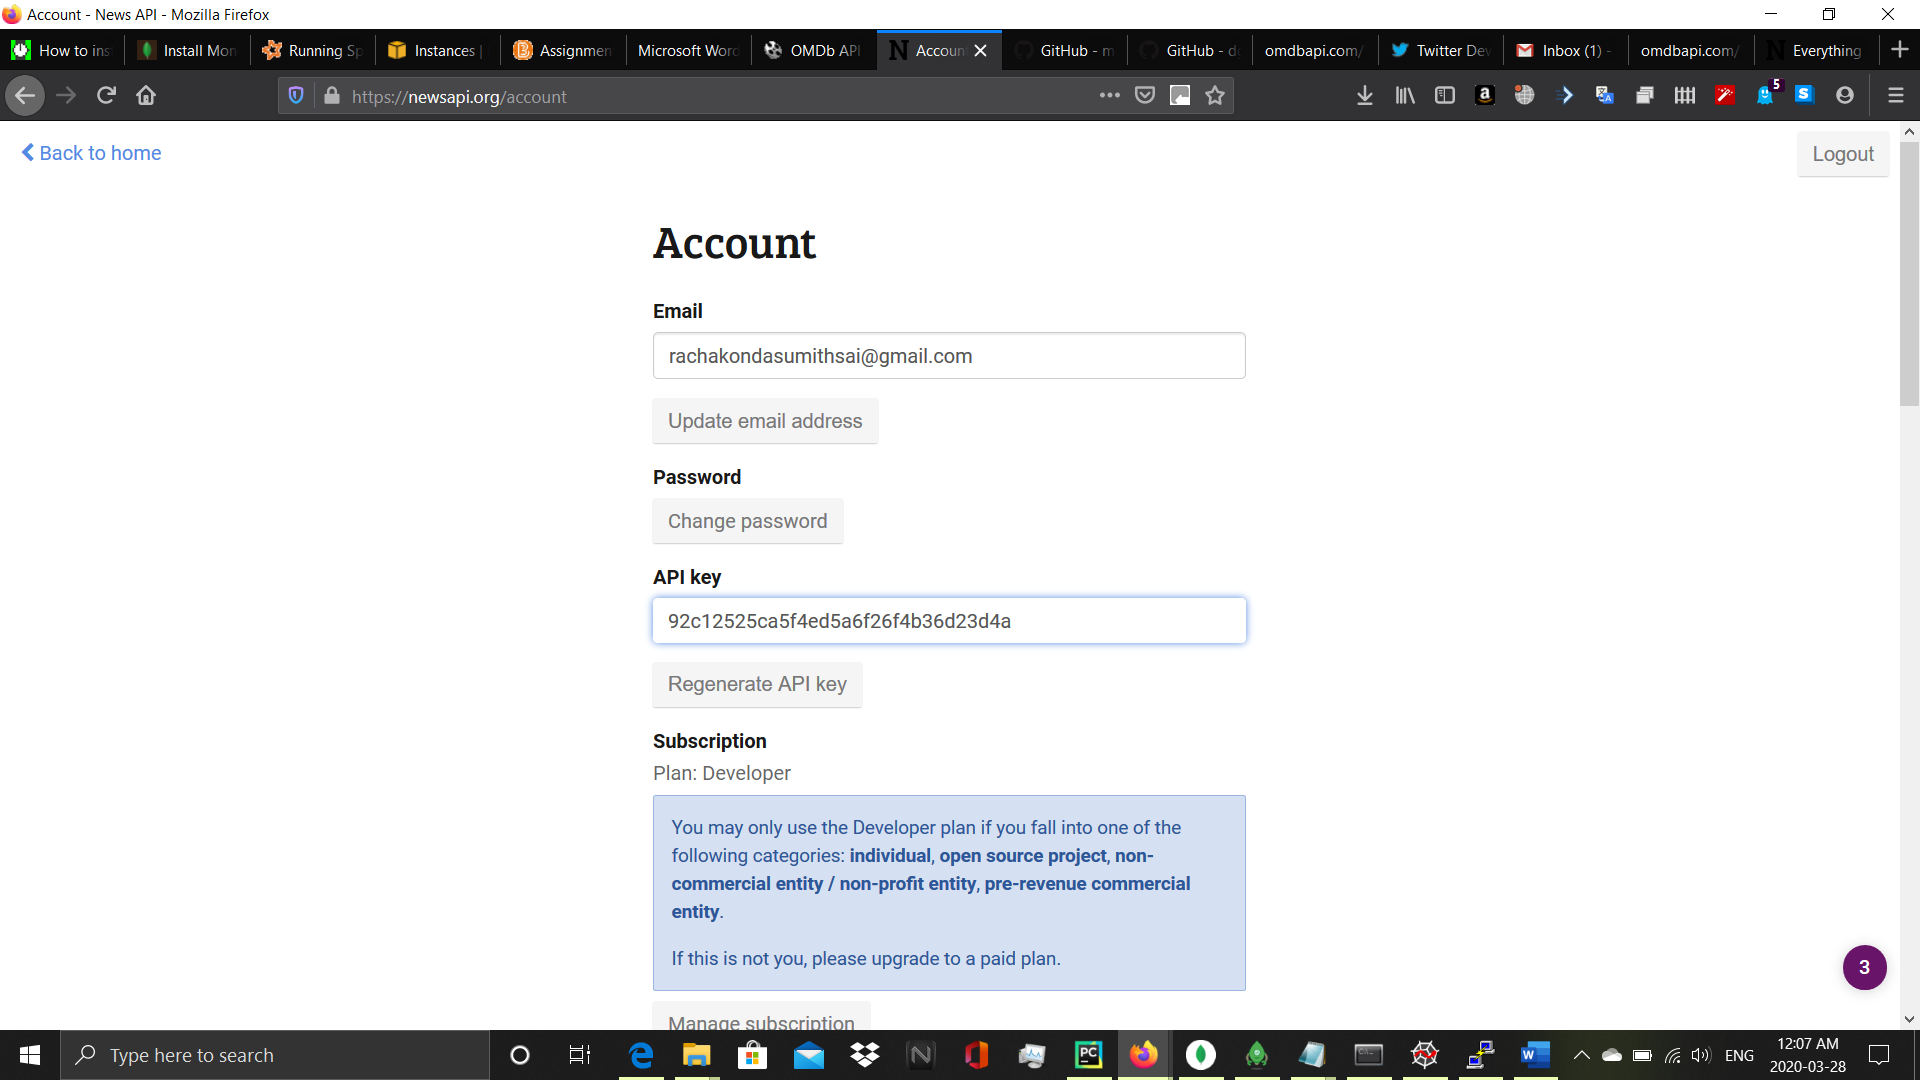 Account - News API - Mozilla Firefox
How to ins
Install Mon
Running Sp
Instances |
Assignmen
Microsoft Word
OMDb API
Accoun
GitHub - m
GitHub - d
omdbapi.com/
Twitter Dev
Inbox (1) -
omdbapi.com/
Everything
https://newsapi.org/account
5
Back to home
Logout
Account
Email
rachakondasumithsai@gmail.com
Update email address
Password
Change password
API key
92c12525ca5f4ed5a6f26f4b36d23d4a
Regenerate API key
Subscription
Plan: Developer
You may only use the Developer plan if you fall into one of the
following categories: individual, open source project, non-
commercial entity / non-profit entity, pre-revenue commercial
entity.
If this is not you, please upgrade to a paid plan.
3
Manage subscription
Type here to search
ENG
12:07 AM
2020-03-28